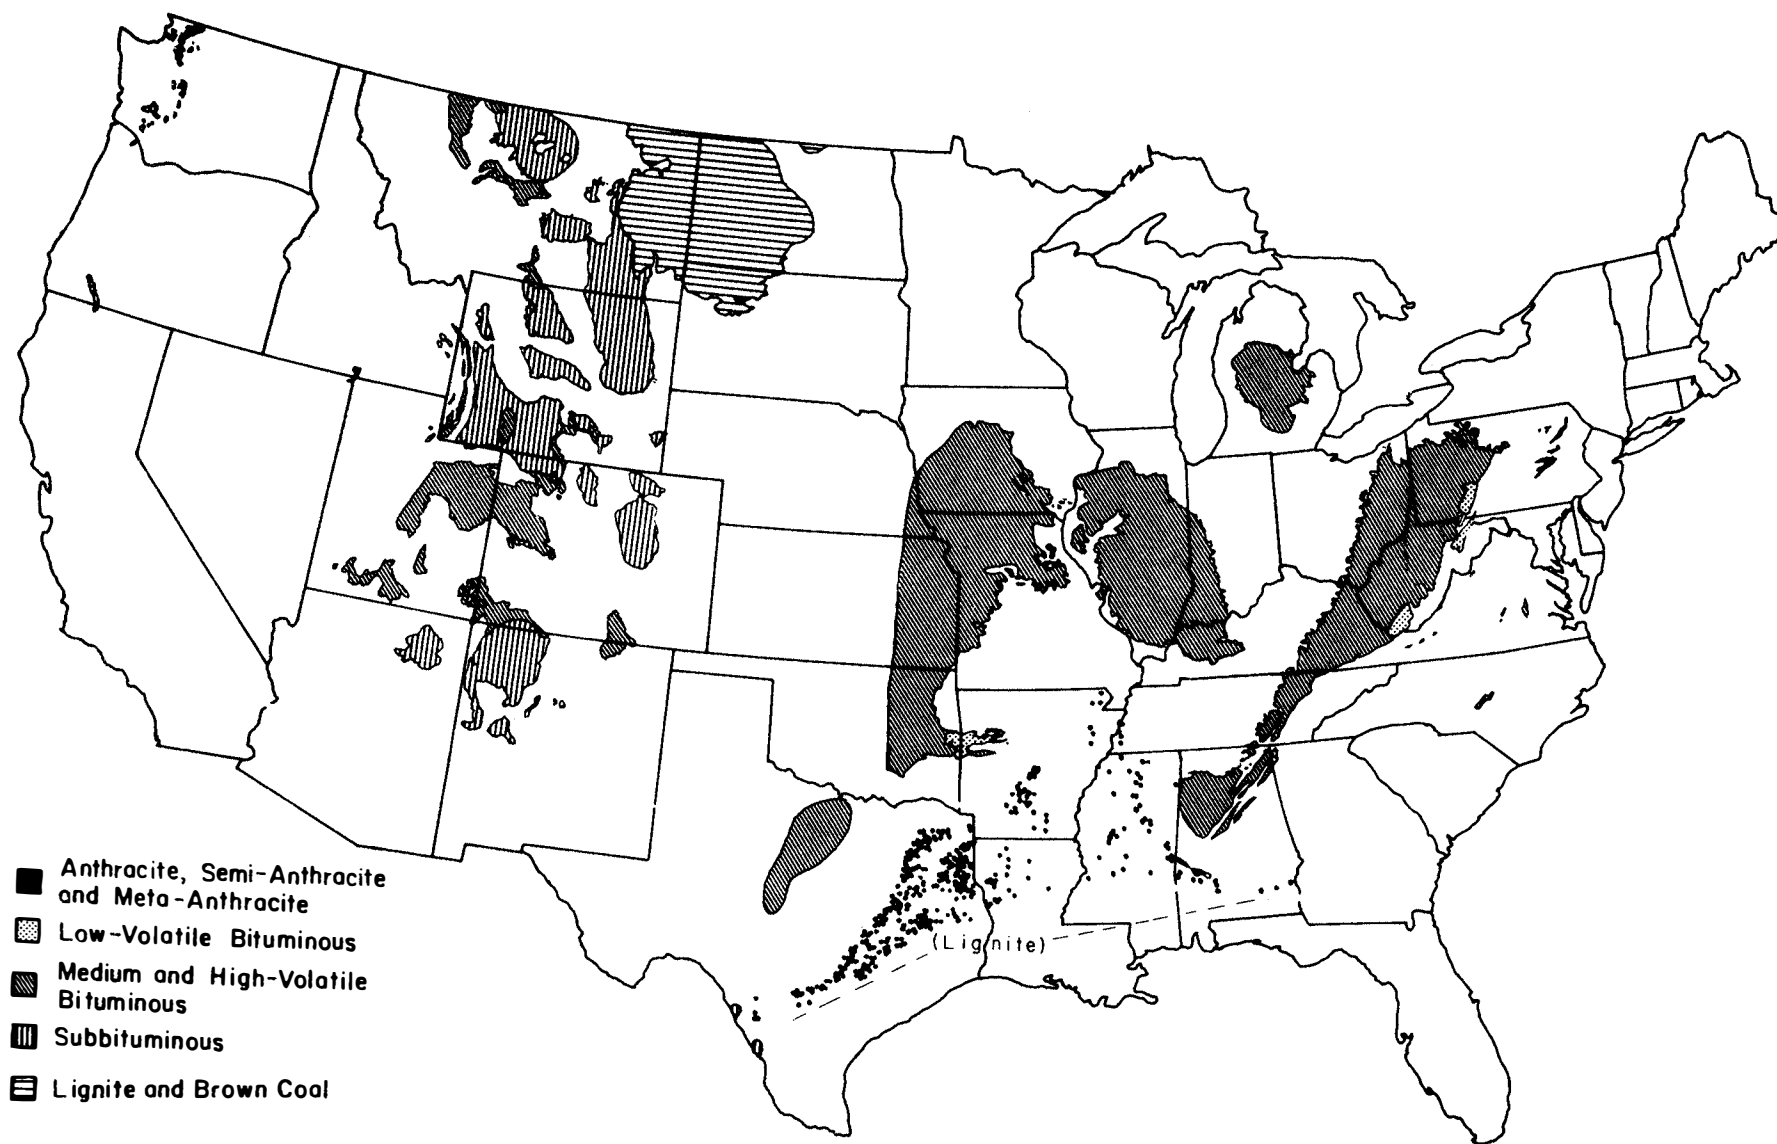 Anthracite, Semi-Anthracite
and Meta-Anthracite
Low-Volatile Bituminous
Medium and High-Volatile
Bituminous
Subbituminous
Lignite and Brown Coal
(Lignite)